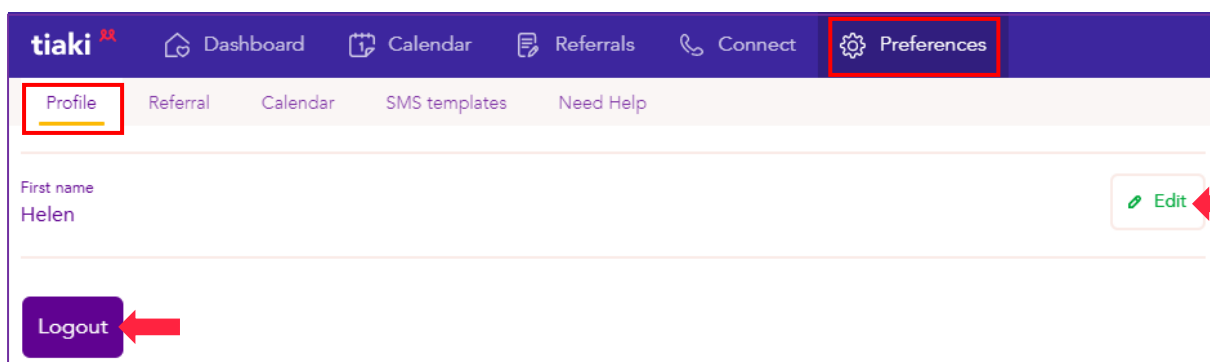 tiaki Dashboard Calendar Referrals Connect Preferences
Profile Referral Calendar SMS templates Need Help
First name
Helen
Edit
Logout